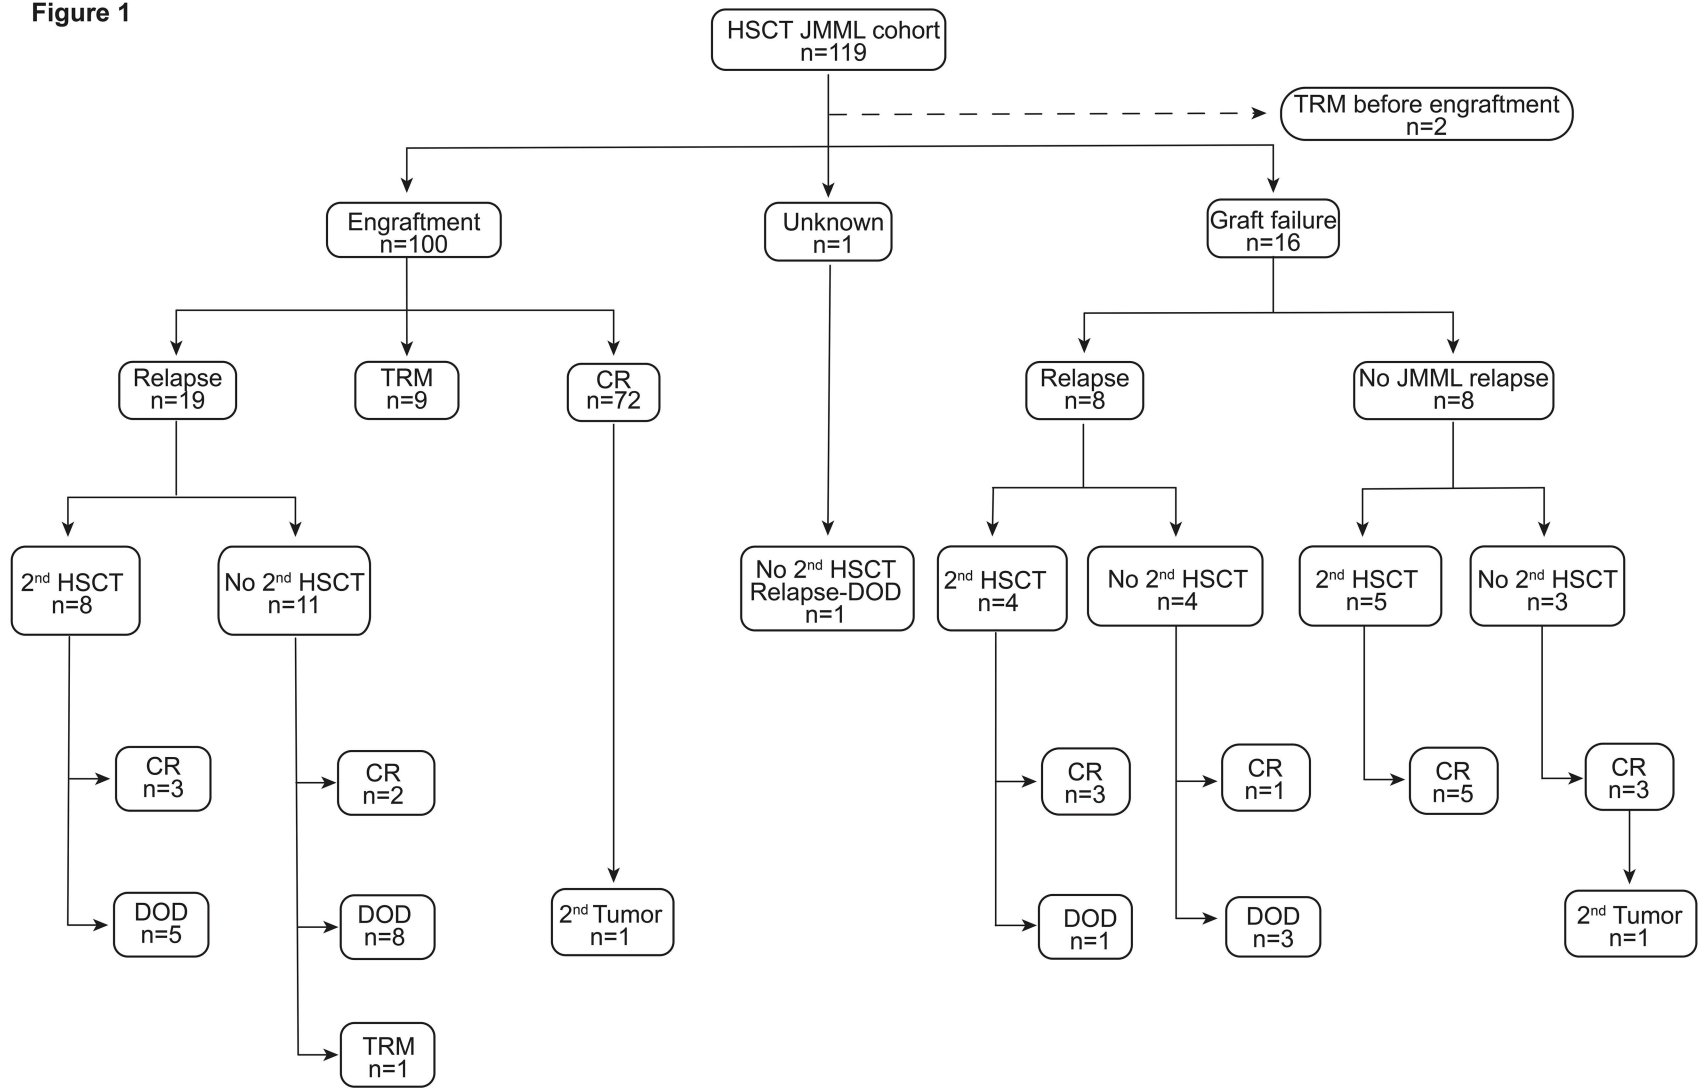 Figure 1
HSCT JMML cohort
n=119
TRM before engraftment
n=2
Engraftment
n=100
Unknown
n=1
Graft failure
n=16
Relapse
n=19
TRM
n=9
CR
n=72
Relapse
n=8
No JMML relapse
n=8
2nd HSCT
n=8
No 2nd HSCT
n=11
No 2nd HSCT
Relapse-DOD
n=1
2nd HSCT
n=4
No 2nd HSCT
n=4
2nd HSCT
n=5
No 2nd HSCT
n=3
CR
n=3
CR
n=2
CR
n=3
CR
n=1
CR
n=5
CR
n=3
DOD
n=5
DOD
n=8
2nd Tumor
n=1
DOD
n=1
DOD
n=3
2nd Tumor
n=1
TRM
n=1